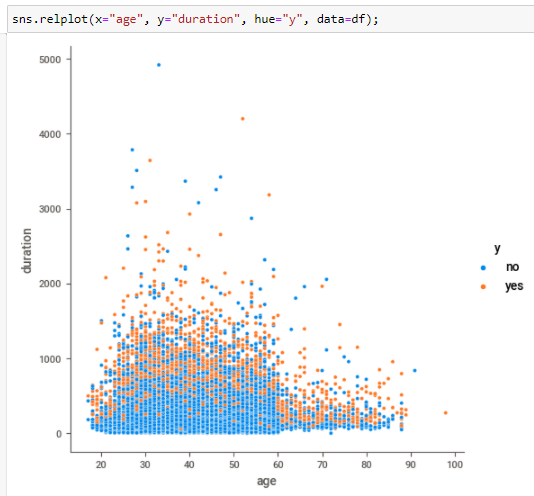 sns.relplot(x="age", y="duration", hue="y", data=df);
5000
4000
3000
2000
1000
0
duration
20 30 40 50 60 70 80 90 100
age
y
no
yes